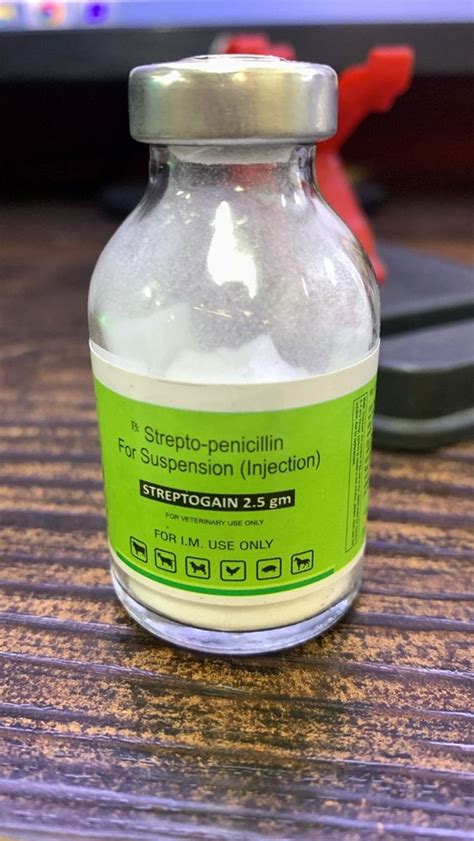 ℞ Strepto-penicillin
For Suspension (Injection)
STREPTOGAIN 2.5 gm
FOR VETERINARY USE ONLY
FOR I.M. USE ONLY